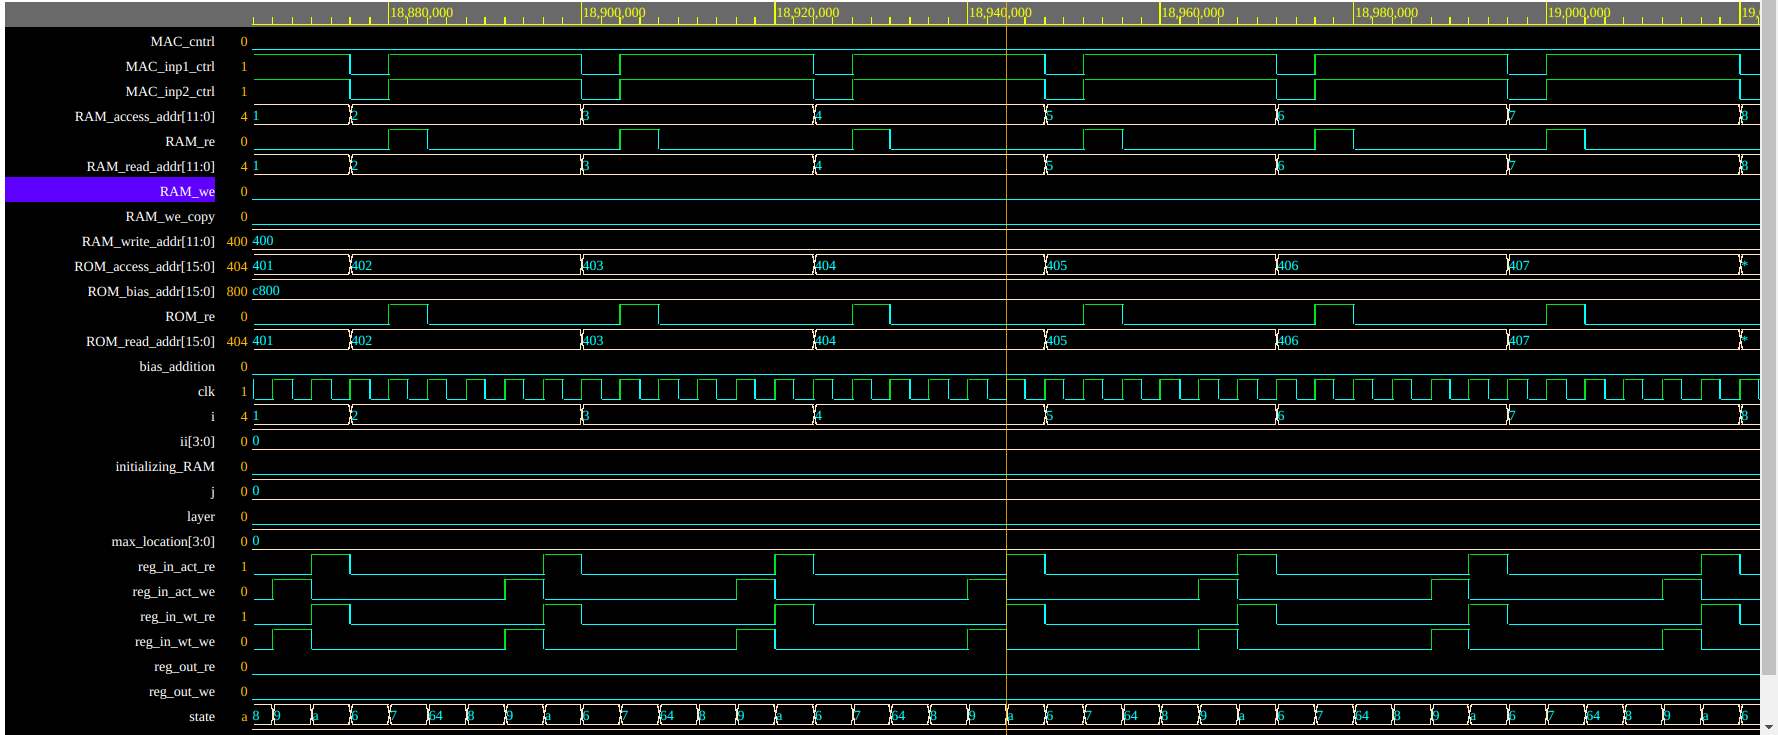 18,880,000 18,900,000 18,920,000 18,940,000 18,960,000 18,980,000 19,000,000 19,
MAC_cntrl 0
MAC_inp1_ctrl 1
MAC_inp2_ctrl 1
RAM_access_addr[11:0] 4 1 2 3 4 5 6 7 8
RAM_re 0
RAM_read_addr[11:0] 4 1 2 3 4 5 6 7 8
RAM_we 0
RAM_we_copy 0
RAM_write_addr[11:0] 400 400
ROM_access_addr[15:0] 404 401 402 403 404 405 406 407 *
ROM_bias_addr[15:0] 800 c800
ROM_re 0
ROM_read_addr[15:0] 404 401 402 403 404 405 406 407 *
bias_addition 0
clk 1
i 4 1 2 3 4 5 6 7 8
ii[3:0] 0 0
initializing_RAM 0
j 0 0
layer 0
max_location[3:0] 0 0
reg_in_act_re 1
reg_in_act_we 0
reg_in_wt_re 1
reg_in_wt_we 0
reg_out_re 0
reg_out_we 0
state a 8 9 a 6 7 64 8 9 a 6 7 64 8 9 a 6 7 64 8 9 a 6 7 64 8 9 a 6 7 64 8 9 a 6 7 64 8 9 a 6